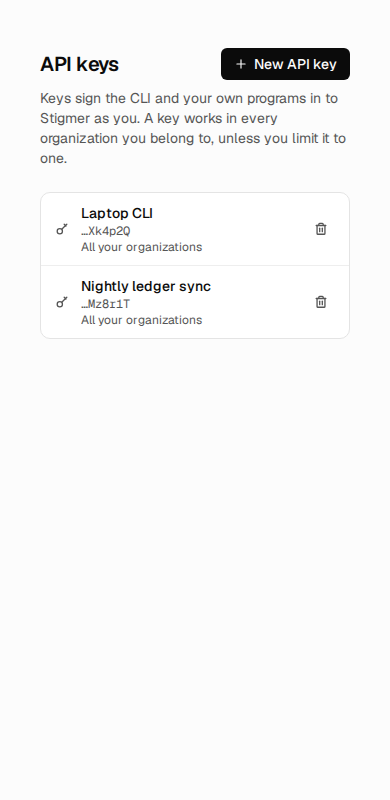 API keys
New API key
Keys sign the CLI and your own programs in to
Stigmer as you. A key works in every
organization you belong to, unless you limit it to
one.
Laptop CLI
…Xk4p2Q
All your organizations
Nightly ledger sync
…Mz8r1T
All your organizations